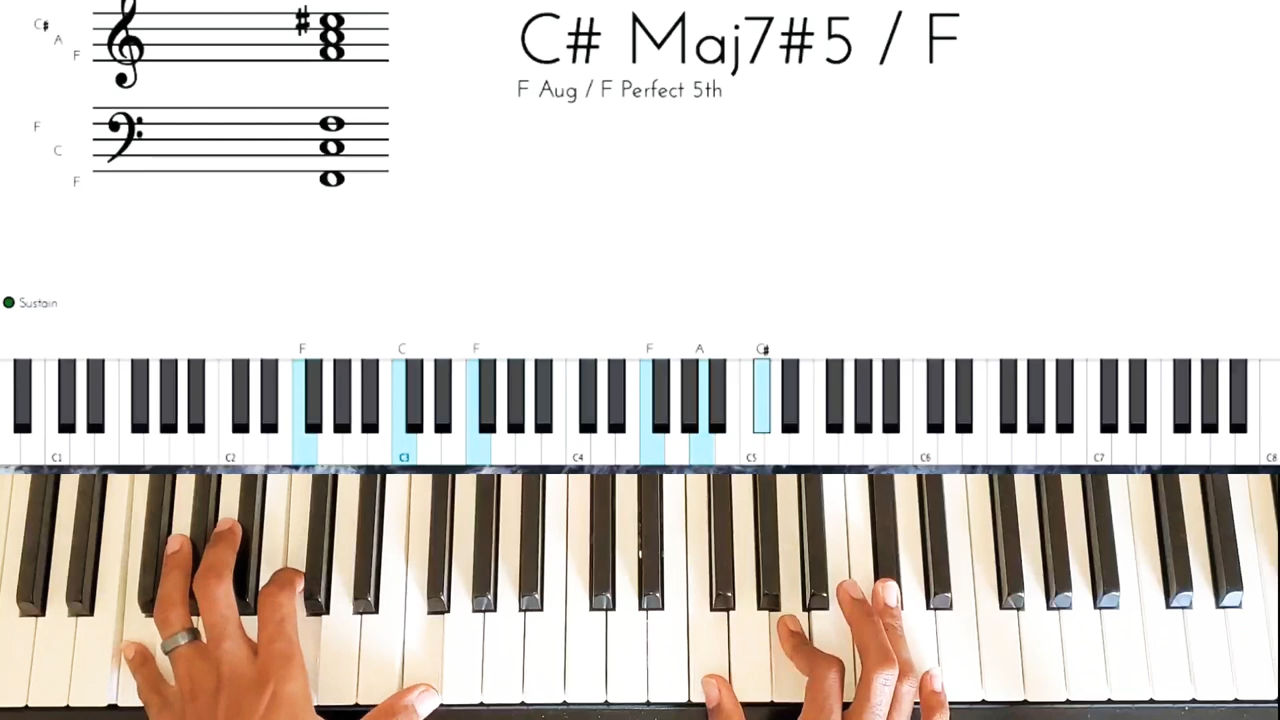 C# Maj7#5 / F
F Aug / F Perfect 5th
C#
A
F
F
C
F
Sustain
F C F F A C#
C1 C2 C3 C4 C5 C6 C7 C8